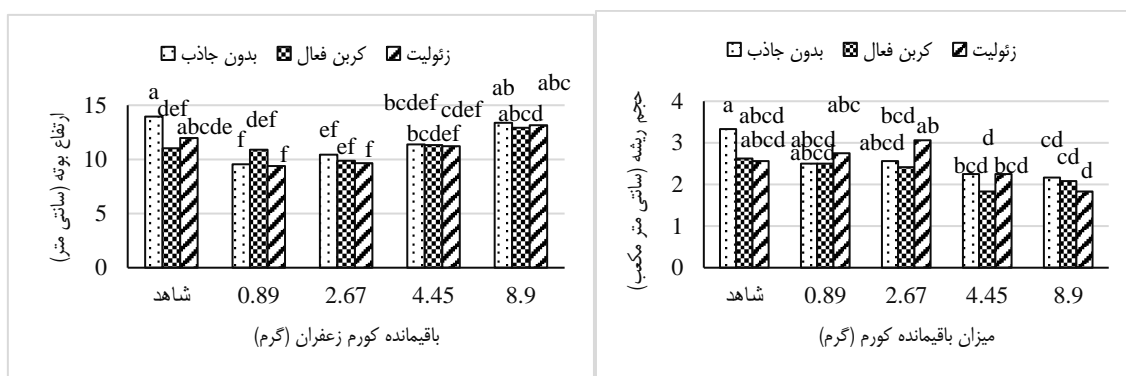 بدون جاذب کربن فعال زئولیت
ارتفاع بوته (سانتی متر)
15
10
5
0
a def abcde
f def f
ef ef f
bcdef bcdef cdef
ab abcd abc
شاهد 0.89 2.67 4.45 8.9
باقیمانده کورم زعفران (گرم)
بدون جاذب کربن فعال زئولیت
حجم ریشه (سانتی متر مکعب)
4
3
2
1
0
a abcd abcd
abcd abcd abc
abcd bcd ab
bcd d bcd
cd cd d
شاهد 0.89 2.67 4.45 8.9
میزان باقیمانده کورم (گرم)